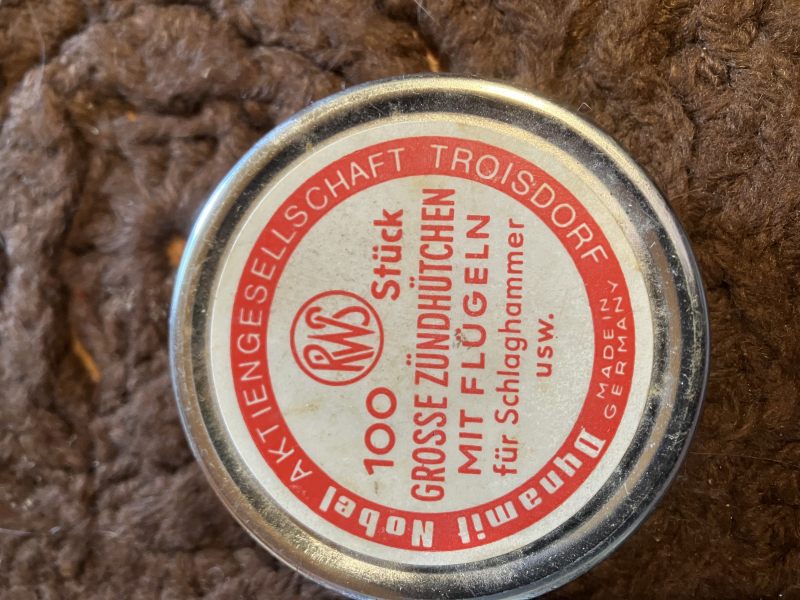 Dynamit Nobel AKTIENGESELLSCHAFT TROISDORF
RWS
100 Stück
GROSSE ZÜNDHÜTCHEN
MIT FLÜGELN
für Schlaghammer
usw.
MADE IN
GERMANY